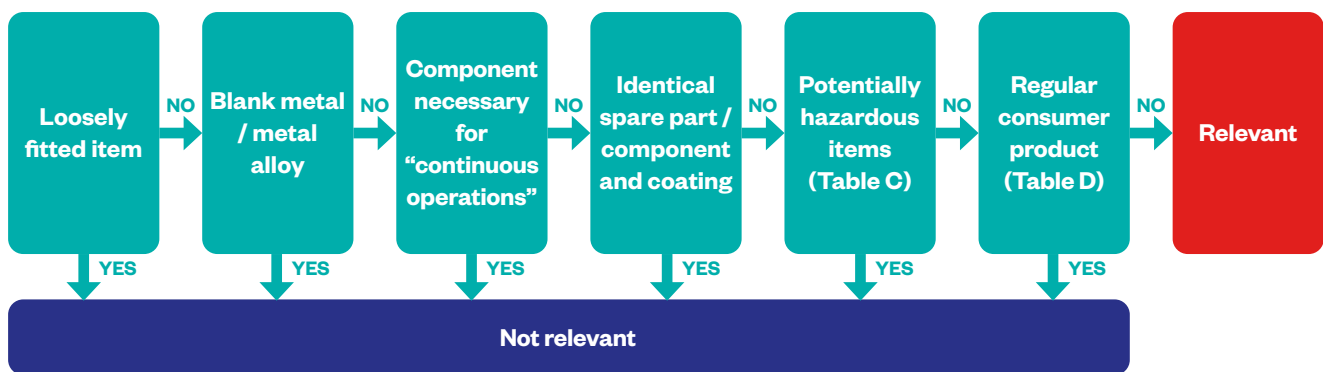 Loosely
fitted item
NO
Blank metal
/ metal
alloy
NO
Component
necessary
for
“continuous
operations”
NO
Identical
spare part /
component
and coating
NO
Potentially
hazardous
items
(Table C)
NO
Regular
consumer
product
(Table D)
NO
Relevant
YES
YES
YES
YES
YES
YES
Not relevant